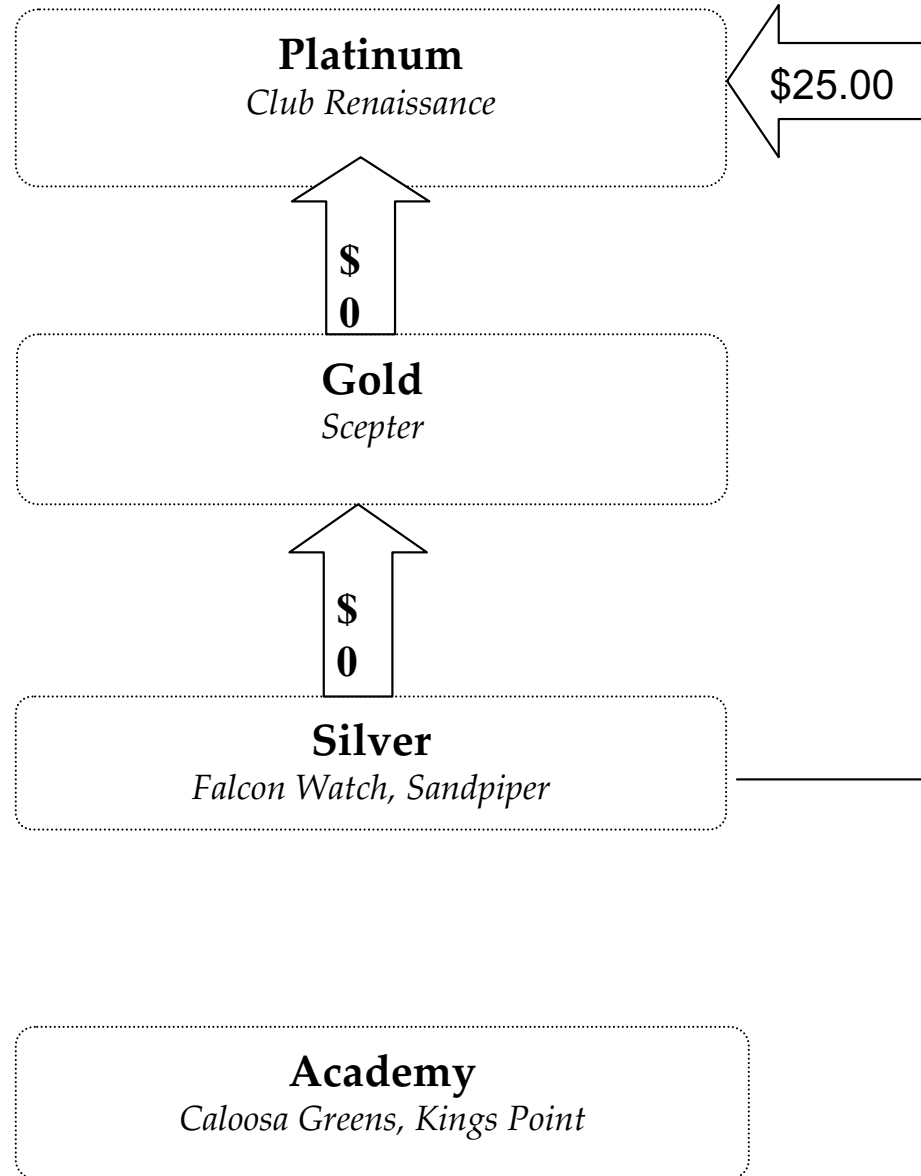 Platinum
Club Renaissance
$25.00
$
0
Gold
Scepter
$
0
Silver
Falcon Watch, Sandpiper
Academy
Caloosa Greens, Kings Point